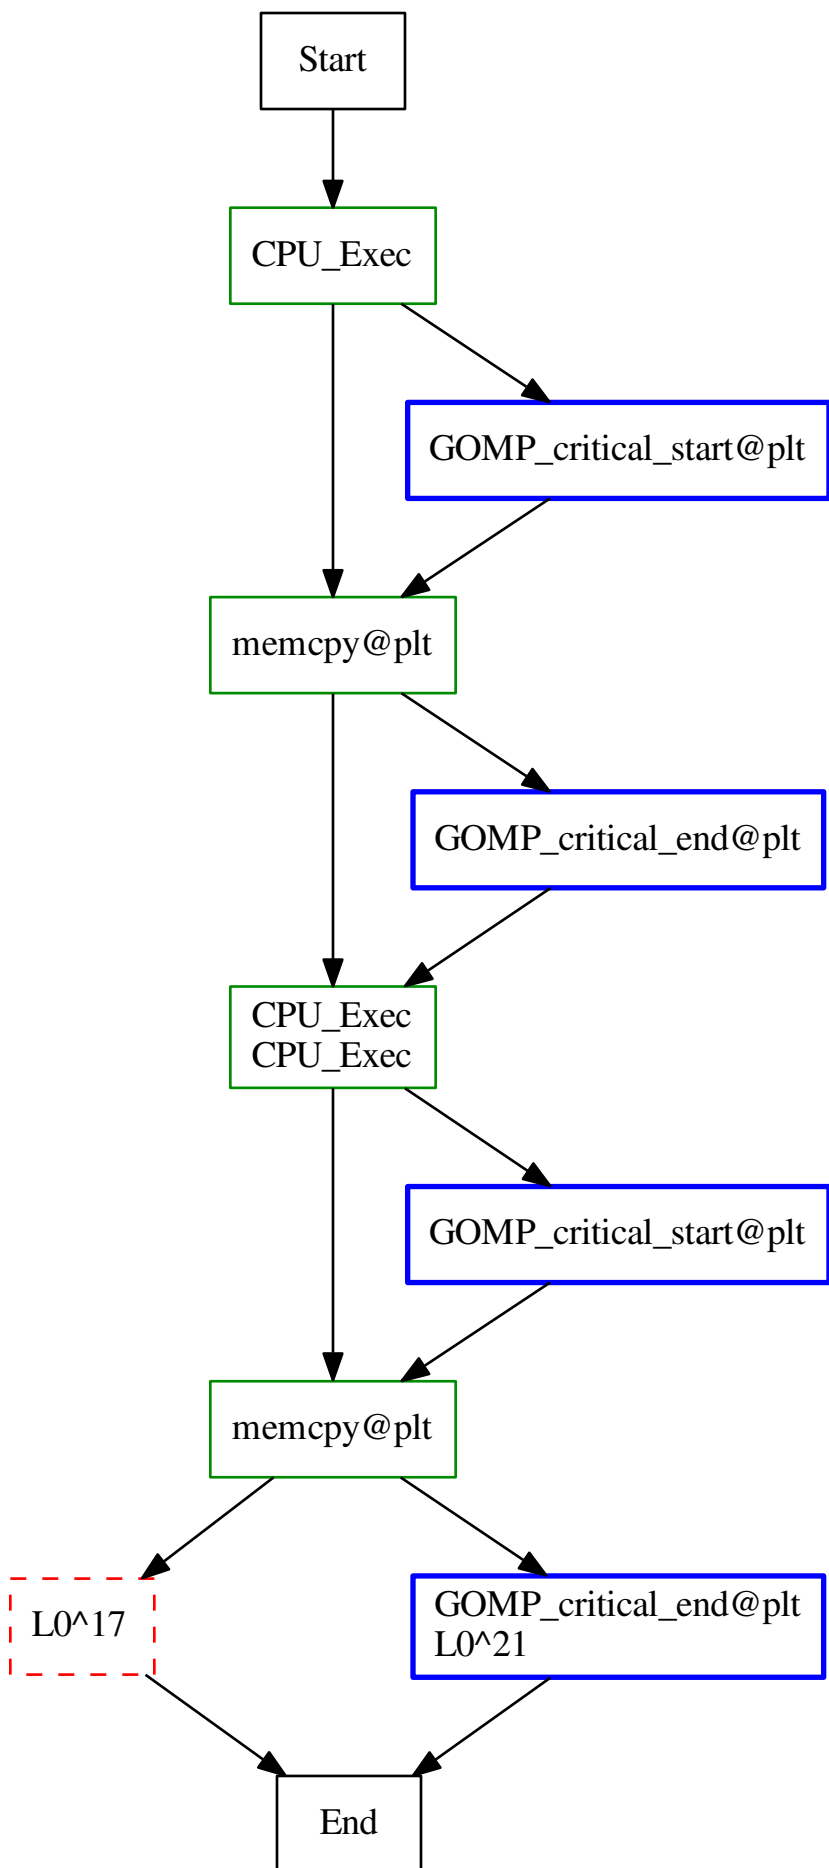 Start
CPU_Exec
GOMP_critical_start@plt
memcpy@plt
GOMP_critical_end@plt
CPU_Exec
CPU_Exec
GOMP_critical_start@plt
memcpy@plt
L0^17
GOMP_critical_end@plt
L0^21
End